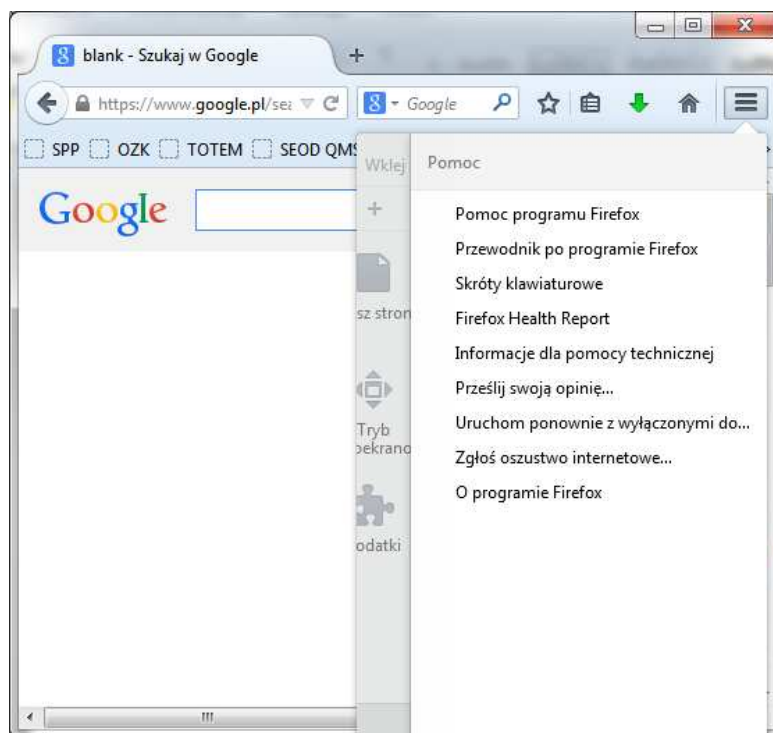 blank - Szukaj w Google
https://www.google.pl/sea
Google
SPP OZK TOTEM SEOD QMS
Google
Wklej
sz stron
Tryb
pekrano
odatki
Pomoc
Pomoc programu Firefox
Przewodnik po programie Firefox
Skróty klawiaturowe
Firefox Health Report
Informacje dla pomocy technicznej
Prześlij swoją opinię...
Uruchom ponownie z wyłączonymi do...
Zgłoś oszustwo internetowe...
O programie Firefox